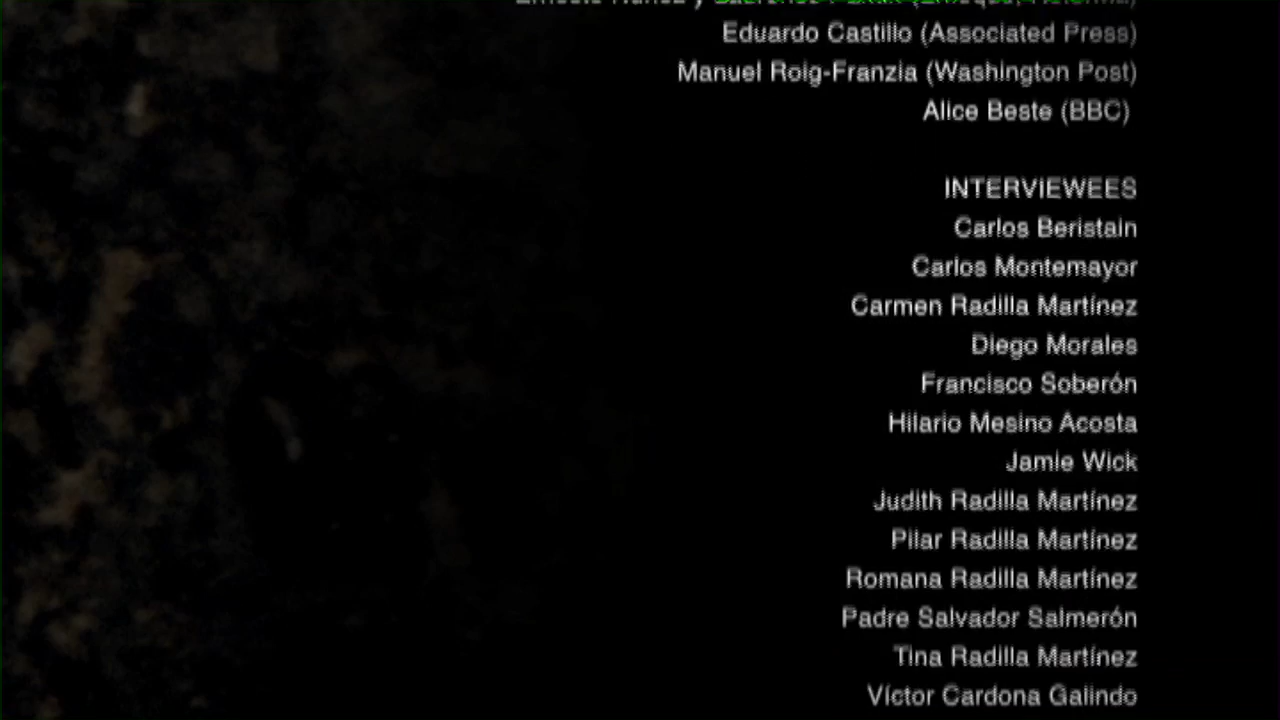 Eduardo Castillo (Associated Press)
Manuel Roig-Franzia (Washington Post)
Alice Beste (BBC)
INTERVIEWEES
Carlos Beristain
Carlos Montemayor
Carmen Radilla Martínez
Diego Morales
Francisco Soberón
Hilario Mesino Acosta
Jamie Wick
Judith Radilla Martínez
Pilar Radilla Martínez
Romana Radilla Martínez
Padre Salvador Salmerón
Tina Radilla Martínez
Víctor Cardona Galindo